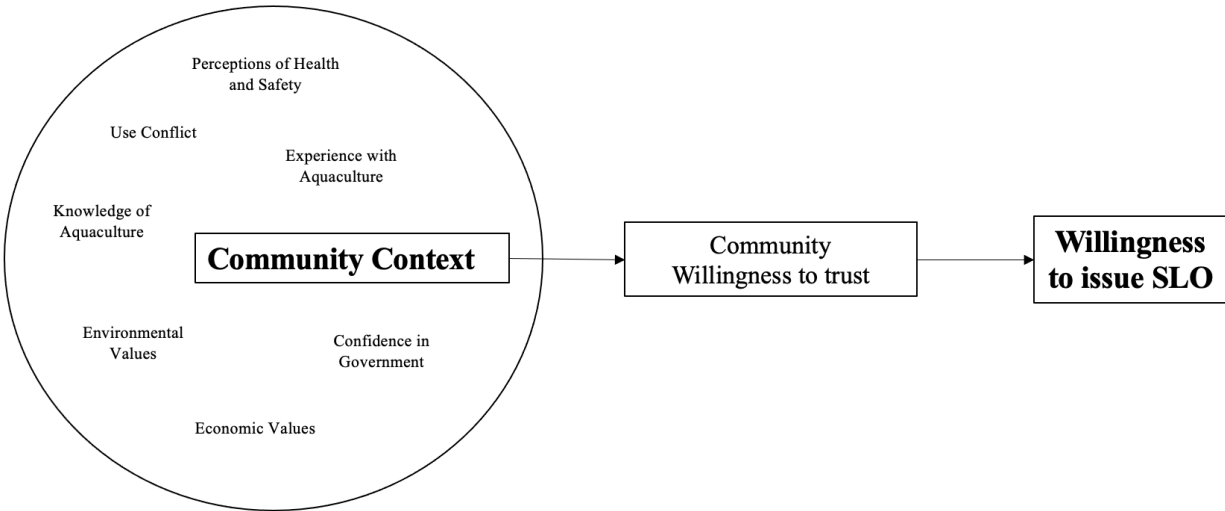 Perceptions of Health
and Safety
Use Conflict
Experience with
Aquaculture
Knowledge of
Aquaculture
Community Context
Community
Willingness to trust
Willingness
to issue SLO
Environmental
Values
Confidence in
Government
Economic Values